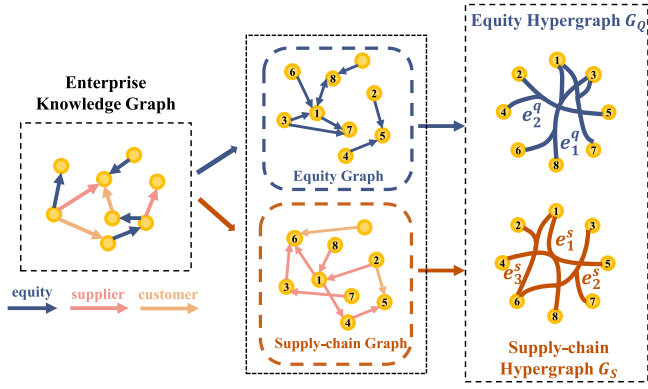 Enterprise
Knowledge Graph
equity
supplier
customer
6
8
1
2
3
7
5
4
Equity Graph
6
8
1
2
3
7
5
4
Supply-chain Graph
Equity Hypergraph G_Q
1
2
3
4
5
e_2^q
e_1^q
6
7
8
1
2
3
e_1^s
4
5
e_3^s
e_2^s
6
7
8
Supply-chain
Hypergraph G_S